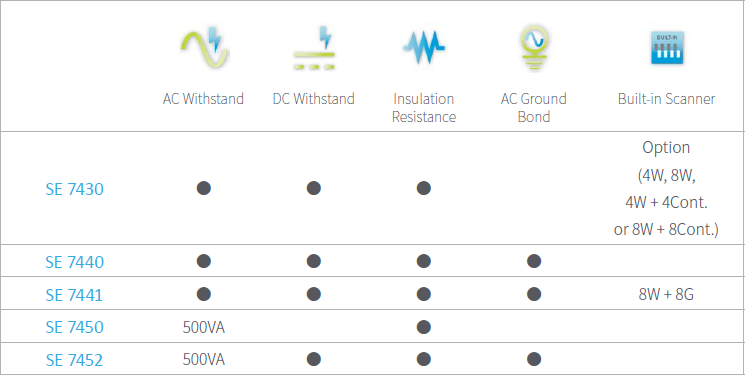 BUILT-IN
AC Withstand
DC Withstand
Insulation
Resistance
AC Ground
Bond
Built-in Scanner
SE 7430
● ● ●
Option
(4W, 8W,
4W + 4Cont.
or 8W + 8Cont.)
SE 7440 ● ● ● ●
SE 7441 ● ● ● ● 8W + 8G
SE 7450 500VA ●
SE 7452 500VA ● ● ●